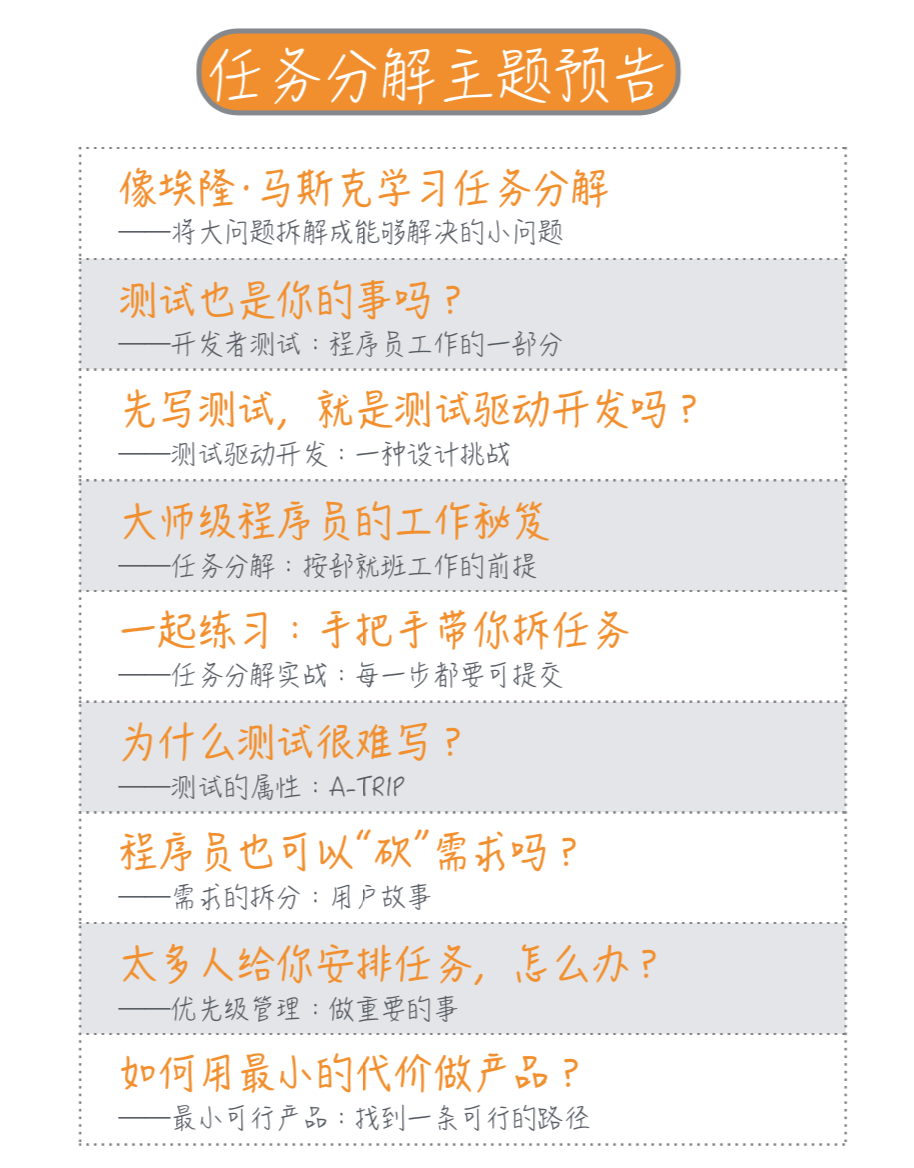 任务分解主题预告
像埃隆·马斯克学习任务分解
——将大问题拆解成能够解决的小问题
测试也是你的事吗？
——开发者测试：程序员工作的一部分
先写测试，就是测试驱动开发吗？
——测试驱动开发：一种设计挑战
大师级程序员的工作秘笈
——任务分解：按部就班工作的前提
一起练习：手把手带你拆任务
——任务分解实战：每一步都要可提交
为什么测试很难写？
——测试的属性：A-TRIP
程序员也可以“砍”需求吗？
——需求的拆分：用户故事
太多人给你安排任务，怎么办？
——优先级管理：做重要的事
如何用最小的代价做产品？
——最小可行产品：找到一条可行的路径